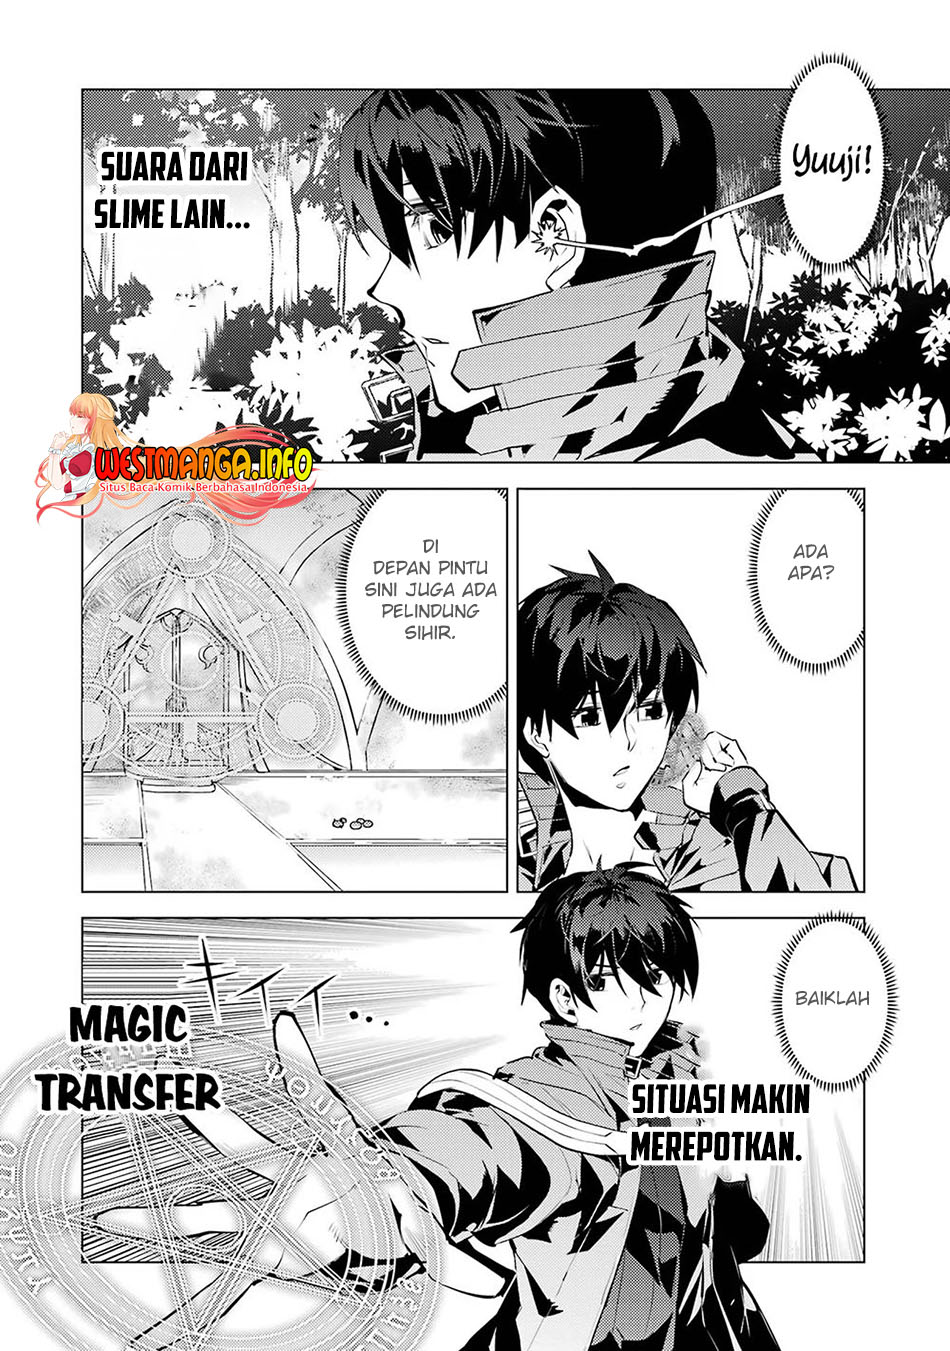 Yuuji!
SUARA DARI
SLIME LAIN...
WESTMANGA.INFO
Situs Baca Komik Berbahasa Indonesia
ADA
APA?
DI
DEPAN PINTU
SINI JUGA ADA
PELINDUNG
SIHIR.
BAIKLAH
SITUASI MAKIN
MEREPOTKAN.
MAGIC
TRANSFER